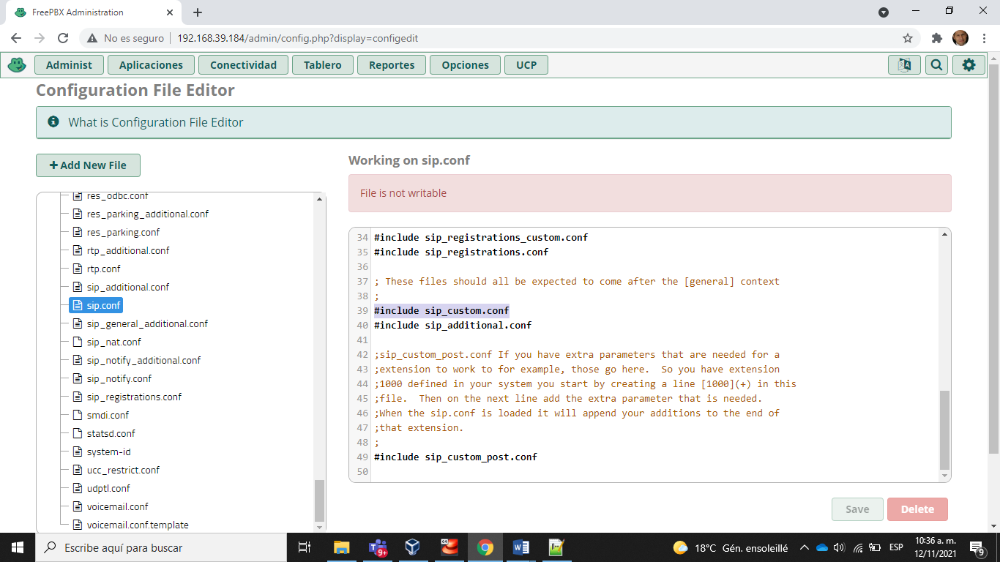 FreePBX Administration
No es seguro
192.168.39.184/admin/config.php?display=configedit
Administ
Aplicaciones
Conectividad
Tablero
Reportes
Opciones
UCP
Configuration File Editor
What is Configuration File Editor
Add New File
res_odbc.conf
res_parking_additional.conf
res_parking.conf
rtp_additional.conf
rtp.conf
sip_additional.conf
sip.conf
sip_general_additional.conf
sip_nat.conf
sip_notify_additional.conf
sip_notify.conf
sip_registrations.conf
smdi.conf
statsd.conf
system-id
ucc_restrict.conf
udptl.conf
voicemail.conf
voicemail.conf.template
Working on sip.conf
File is not writable
34 #include sip_registrations_custom.conf
35 #include sip_registrations.conf
36
37 ; These files should all be expected to come after the [general] context
38 ;
39 #include sip_custom.conf
40 #include sip_additional.conf
41
42 ;sip_custom_post.conf If you have extra parameters that are needed for a
43 ;extension to work to for example, those go here.  So you have extension
44 ;1000 defined in your system you start by creating a line [1000](+) in this
45 ;file.  Then on the next line add the extra parameter that is needed.
46 ;When the sip.conf is loaded it will append your additions to the end of
47 ;that extension.
48 ;
49 #include sip_custom_post.conf
50
Save
Delete
Escribe aquí para buscar
9+
64
18°C Gén. ensoleillé
ESP
10:36 a. m.
12/11/2021
9